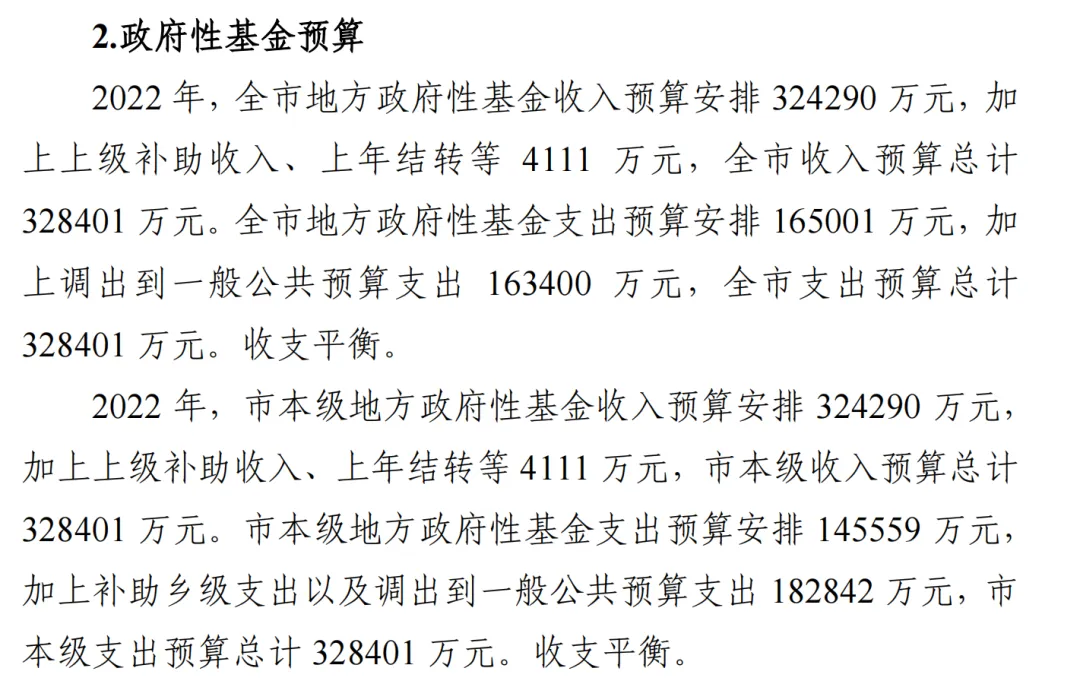 2.政府性基金预算
2022 年，全市地方政府性基金收入预算安排 324290 万元，加
上上级补助收入、上年结转等 4111 万元，全市收入预算总计
328401 万元。全市地方政府性基金支出预算安排 165001 万元，加
上调出到一般公共预算支出 163400 万元，全市支出预算总计
328401 万元。收支平衡。
2022 年，市本级地方政府性基金收入预算安排 324290 万元，
加上上级补助收入、上年结转等 4111 万元，市本级收入预算总计
328401 万元。市本级地方政府性基金支出预算安排 145559 万元，
加上补助乡级支出以及调出到一般公共预算支出 182842 万元，市
本级支出预算总计 328401 万元。收支平衡。